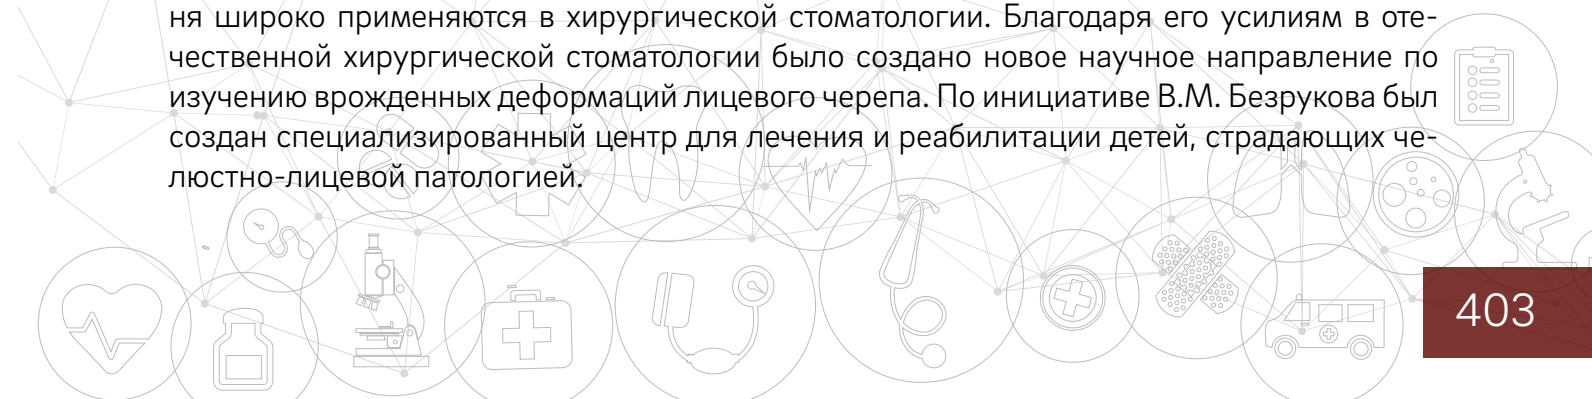 ня широко применяются в хирургической стоматологии. Благодаря его усилиям в оте-
чественной хирургической стоматологии было создано новое научное направление по
изучению врожденных деформаций лицевого черепа. По инициативе В.М. Безрукова был
создан специализированный центр для лечения и реабилитации детей, страдающих че-
люстно-лицевой патологией.
403